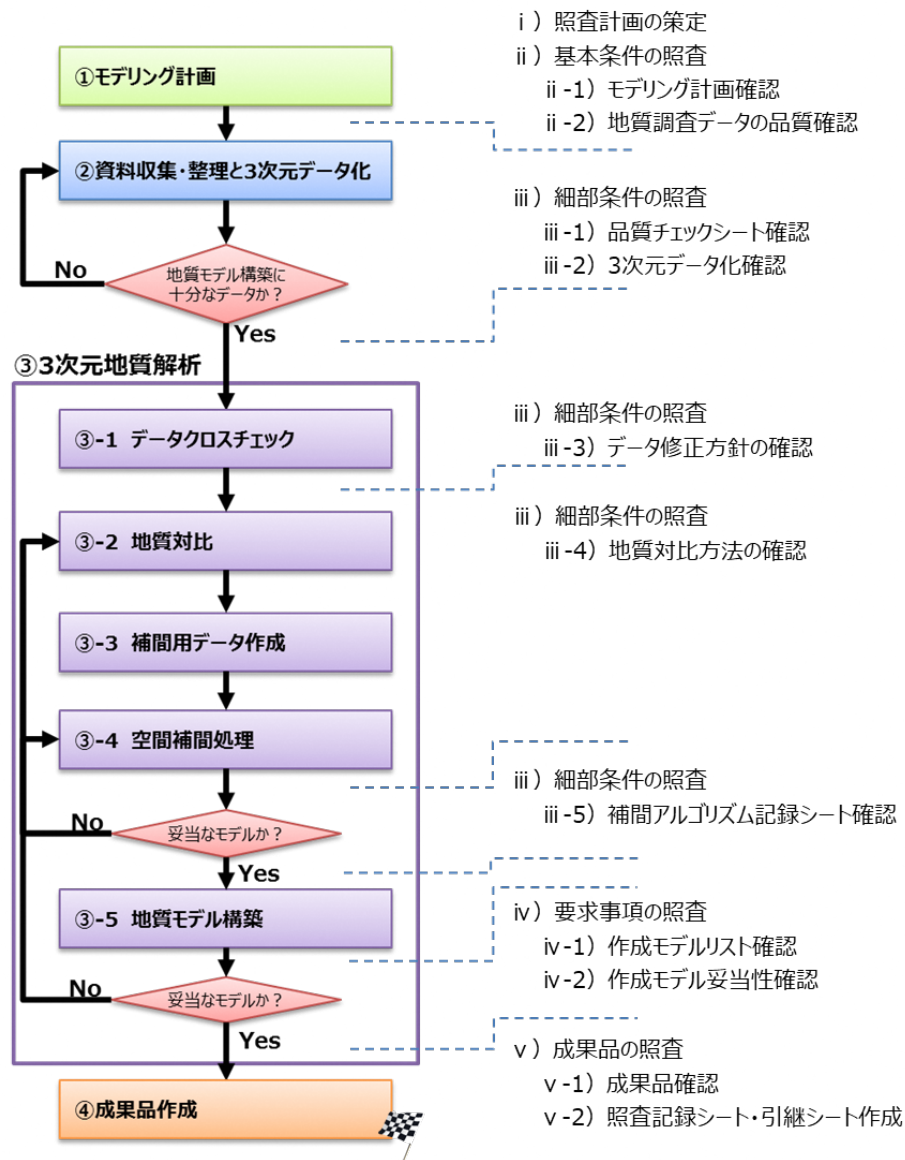 ⅰ）照査計画の策定
ⅱ）基本条件の照査
ⅱ-1）モデリング計画確認
ⅱ-2）地質調査データの品質確認
①モデリング計画
②資料収集・整理と3次元データ化
ⅲ）細部条件の照査
ⅲ-1）品質チェックシート確認
ⅲ-2）3次元データ化確認
No
地質モデル構築に
十分なデータか？
Yes
③3次元地質解析
ⅲ）細部条件の照査
ⅲ-3）データ修正方針の確認
③-1 データクロスチェック
ⅲ）細部条件の照査
ⅲ-4）地質対比方法の確認
③-2 地質対比
③-3 補間用データ作成
③-4 空間補間処理
ⅲ）細部条件の照査
ⅲ-5）補間アルゴリズム記録シート確認
No
妥当なモデルか？
Yes
③-5 地質モデル構築
ⅳ）要求事項の照査
ⅳ-1）作成モデルリスト確認
ⅳ-2）作成モデル妥当性確認
No
妥当なモデルか？
Yes
ⅴ）成果品の照査
ⅴ-1）成果品確認
ⅴ-2）照査記録シート・引継シート作成
④成果品作成